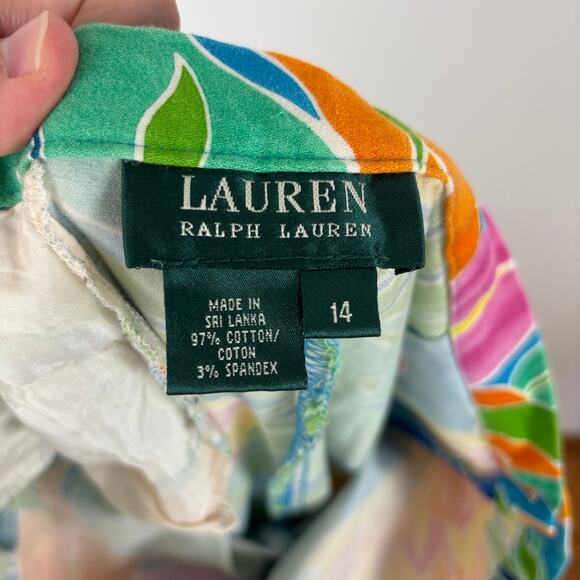 LAUREN
RALPH LAUREN
MADE IN
SRI LANKA
97% COTTON/
COTON
3% SPANDEX
14